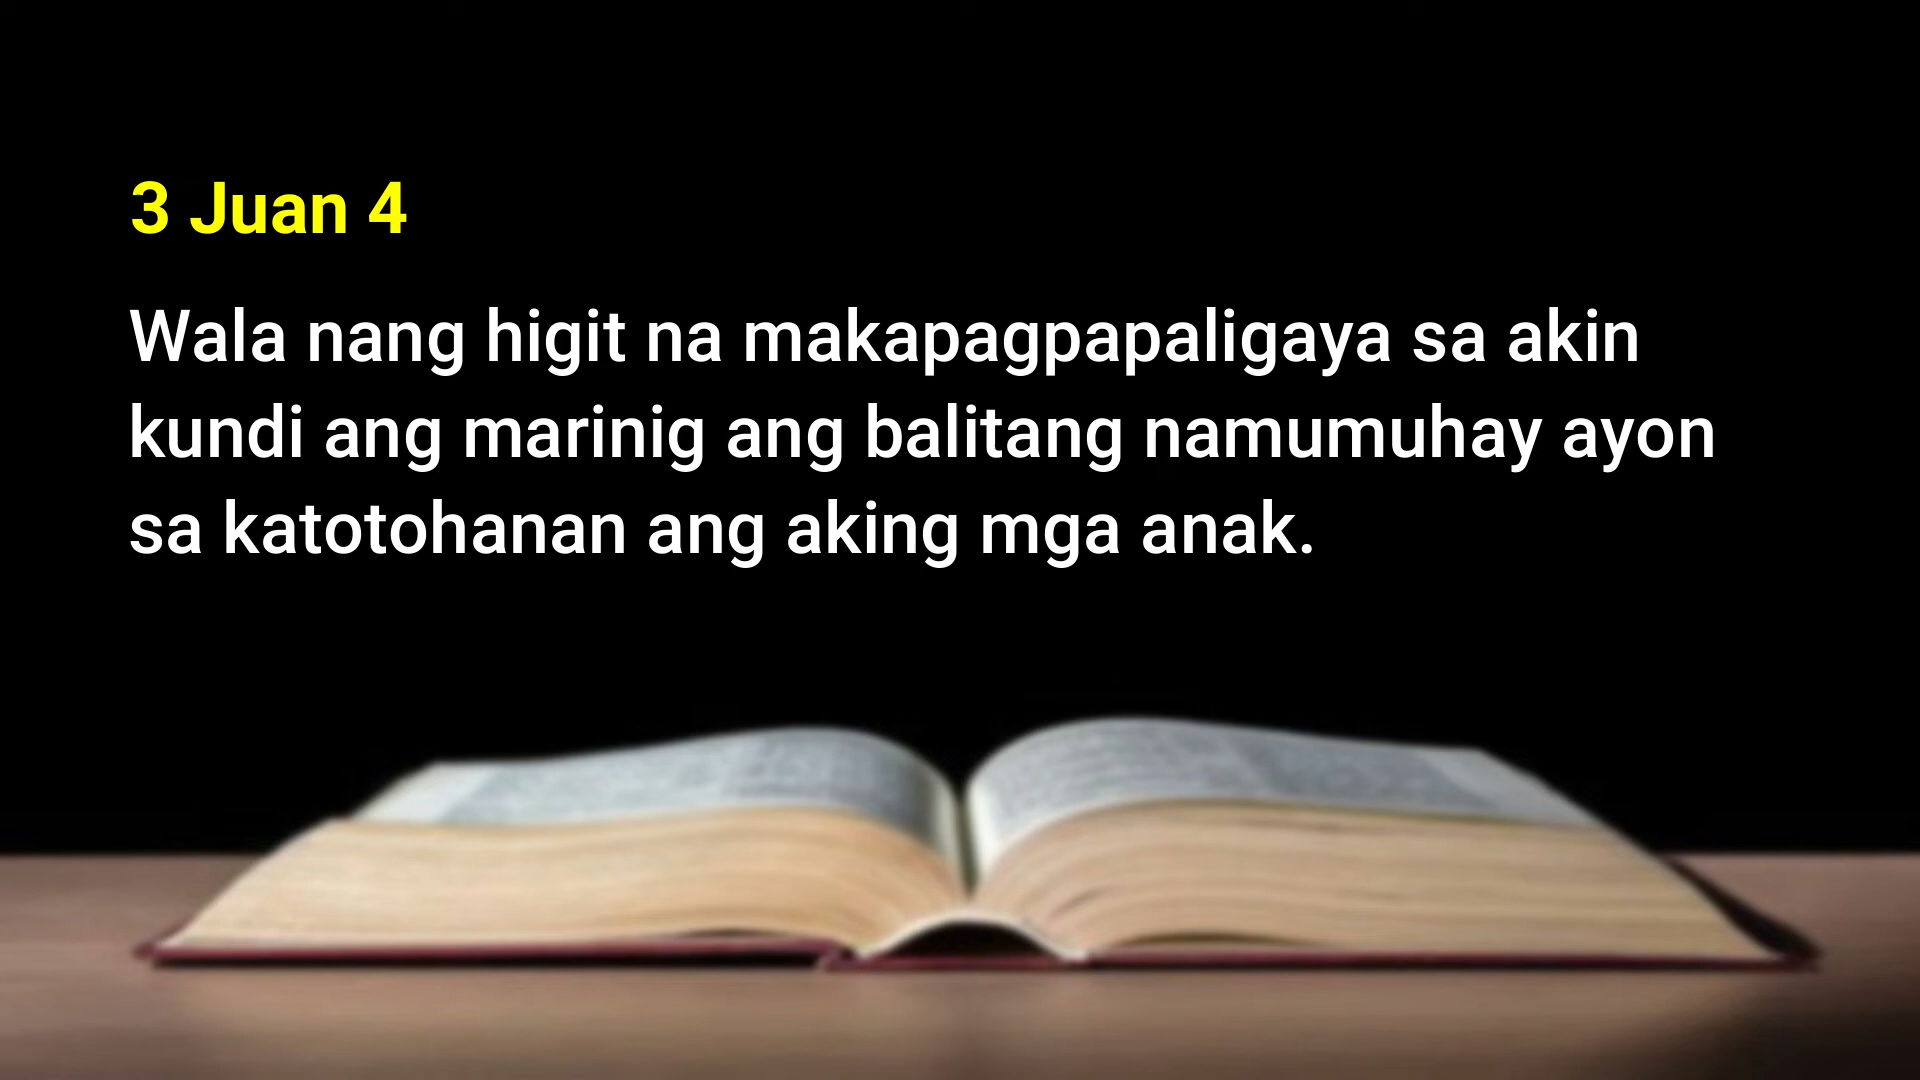 3 Juan 4
Wala nang higit na makapagpapaligaya sa akin
kundi ang marinig ang balitang namumuhay ayon
sa katotohanan ang aking mga anak.